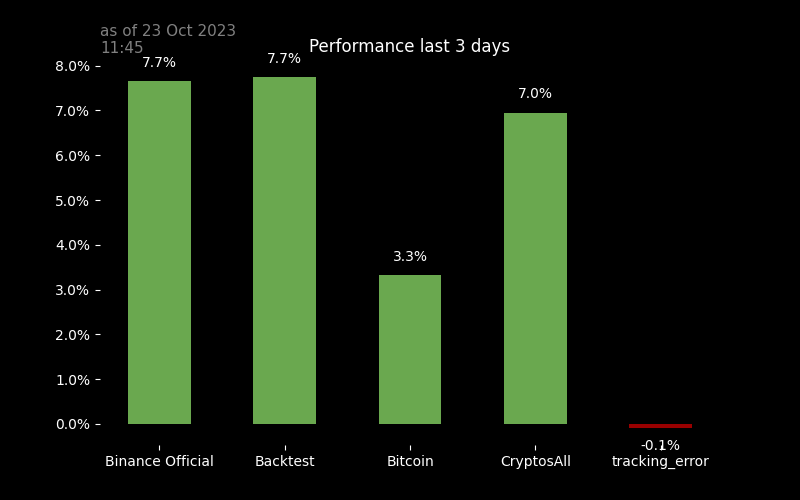 as of 23 Oct 2023
11:45
Performance last 3 days
8.0%
7.0%
6.0%
5.0%
4.0%
3.0%
2.0%
1.0%
0.0%
7.7%
7.7%
3.3%
7.0%
-0.1%
Binance Official
Backtest
Bitcoin
CryptosAll
tracking_error